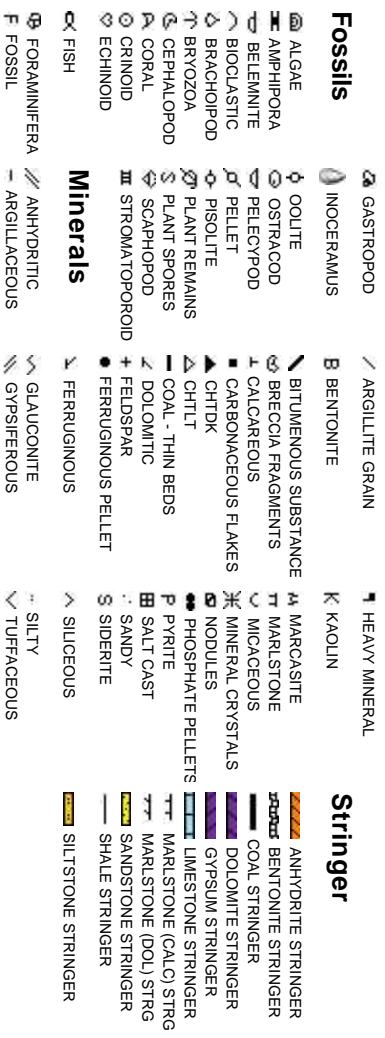 Fossils
ALGAE
AMPHIPORA
BELEMNITE
BIOCLASTIC
BRACHOIPOD
BRYOZOA
CEPHALOPOD
CORAL
CRINOID
ECHINOID
FISH
FORAMINIFERA
F FOSSIL
GASTROPOD
INOCERAMUS
OOLITE
OSTRACOD
PELECYPOD
PELLET
PISOLITE
PLANT REMAINS
S PLANT SPORES
SCAPHOPOD
STROMATOPOROID
Minerals
ANHYDRITIC
ARGILLACEOUS
ARGILLITE GRAIN
B BENTONITE
BITUMENOUS SUBSTANCE
BRECCIA FRAGMENTS
CALCAREOUS
CARBONACEOUS FLAKES
CHTDK
CHTLT
COAL - THIN BEDS
DOLOMITIC
FELDSPAR
FERRUGINOUS PELLET
FERRUGINOUS
GLAUCONITE
GYPSIFEROUS
HEAVY MINERAL
K KAOLIN
MARCASITE
MARLSTONE
MICACEOUS
MINERAL CRYSTALS
NODULES
PHOSPHATE PELLETS
P PYRITE
SALT CAST
SANDY
S SIDERITE
SILICEOUS
SILTY
TUFFACEOUS
Stringer
ANHYDRITE STRINGER
BENTONITE STRINGER
COAL STRINGER
DOLOMITE STRINGER
GYPSUM STRINGER
LIMESTONE STRINGER
MARLSTONE (CALC) STRG
MARLSTONE (DOL) STRG
SANDSTONE STRINGER
SHALE STRINGER
SILTSTONE STRINGER